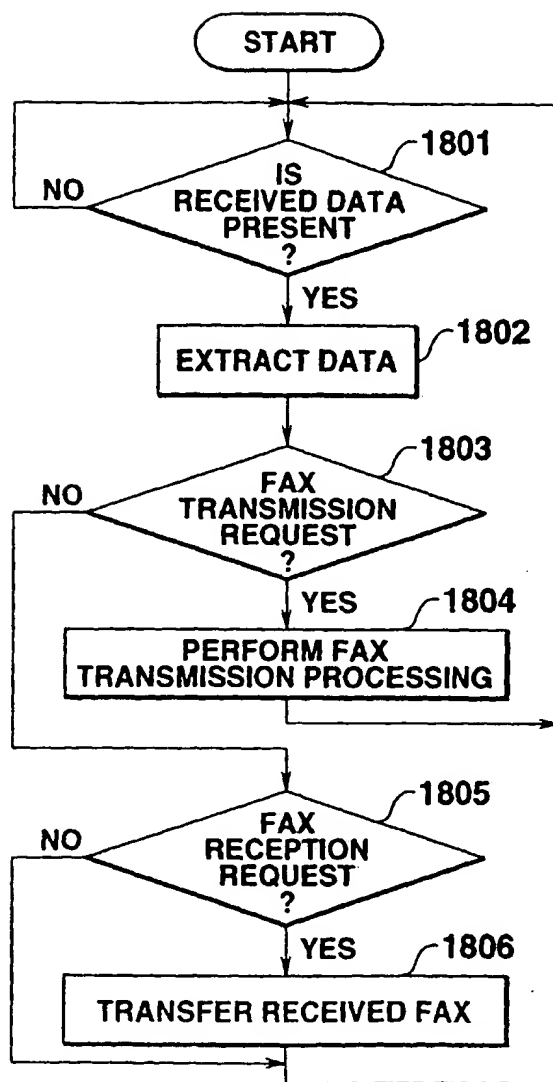 START
1801
IS
RECEIVED DATA
PRESENT
?
NO
YES
1802
EXTRACT DATA
1803
FAX
TRANSMISSION
REQUEST
?
NO
YES
1804
PERFORM FAX
TRANSMISSION PROCESSING
1805
FAX
RECEPTION
REQUEST
?
NO
YES
1806
TRANSFER RECEIVED FAX